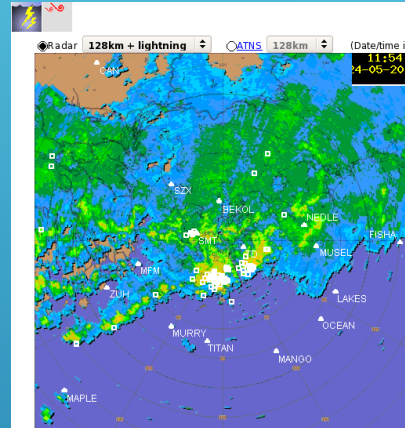 Radar 128km + lightning ATNS 128km (Date/time i
11:54
24-05-20
CAN
SZX
BEKOL
NEDLE
SMT
FISHA
MUSEL
MFM
ZUH
LAKES
OCEAN
MURRY
TITAN
MANGO
MAPLE